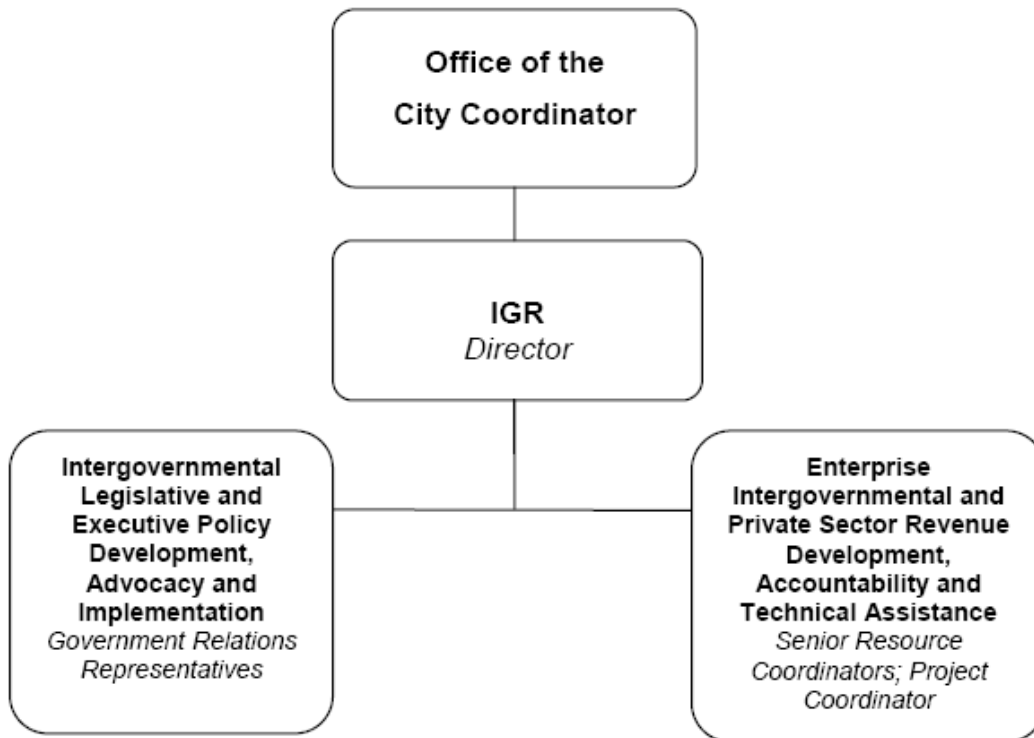 Office of the
City Coordinator
IGR
Director
Intergovernmental
Legislative and
Executive Policy
Development,
Advocacy and
Implementation
Government Relations
Representatives
Enterprise
Intergovernmental and
Private Sector Revenue
Development,
Accountability and
Technical Assistance
Senior Resource
Coordinators; Project
Coordinator